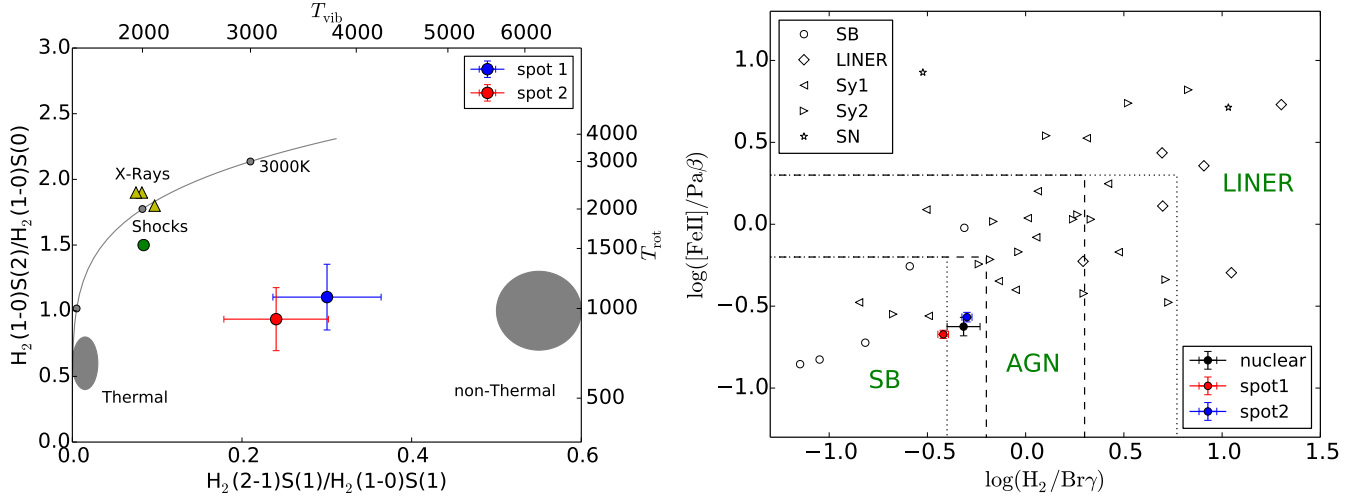 T_vib
2000 3000 4000 5000 6000
3.0
2.5
2.0
1.5
1.0
0.5
0.0
H₂(1-0)S(2)/H₂(1-0)S(0)
spot 1
spot 2
3000K
X-Rays
Shocks
Thermal
non-Thermal
4000
3000
2000
1500
1000
500
T_rot
0.0 0.2 0.4 0.6
H₂(2-1)S(1)/H₂(1-0)S(1)
1.0
0.5
0.0
−0.5
−1.0
log([FeII]/Paβ)
SB
LINER
Sy1
Sy2
SN
LINER
AGN
SB
nuclear
spot1
spot2
−1.0 −0.5 0.0 0.5 1.0 1.5
log(H₂/Brγ)